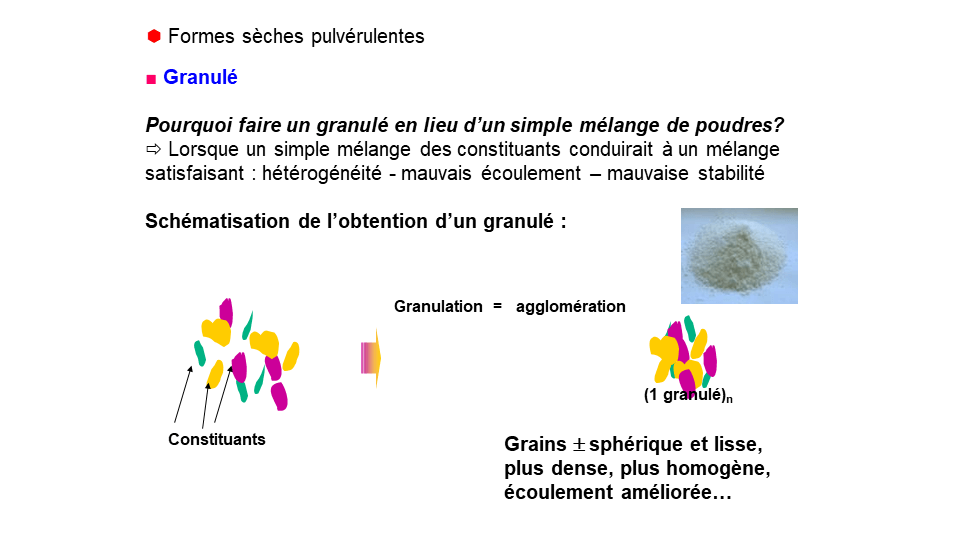 Formes sèches pulvérulentes
Granulé
Pourquoi faire un granulé en lieu d’un simple mélange de poudres?
⇨ Lorsque un simple mélange des constituants conduirait à un mélange
satisfaisant : hétérogénéité - mauvais écoulement – mauvaise stabilité
Schématisation de l’obtention d’un granulé :
Granulation = agglomération
(1 granulé)n
Constituants
Grains ± sphérique et lisse,
plus dense, plus homogène,
écoulement améliorée…